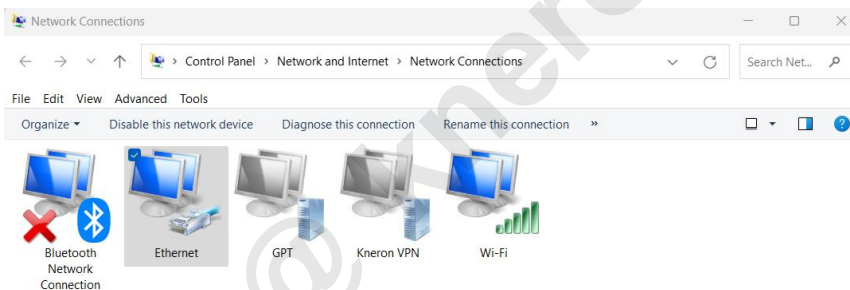 Network Connections
Control Panel > Network and Internet > Network Connections
Search Net...
File Edit View Advanced Tools
Organize Disable this network device Diagnose this connection Rename this connection »
Bluetooth
Network
Connection
Ethernet
GPT
Kneron VPN
Wi-Fi